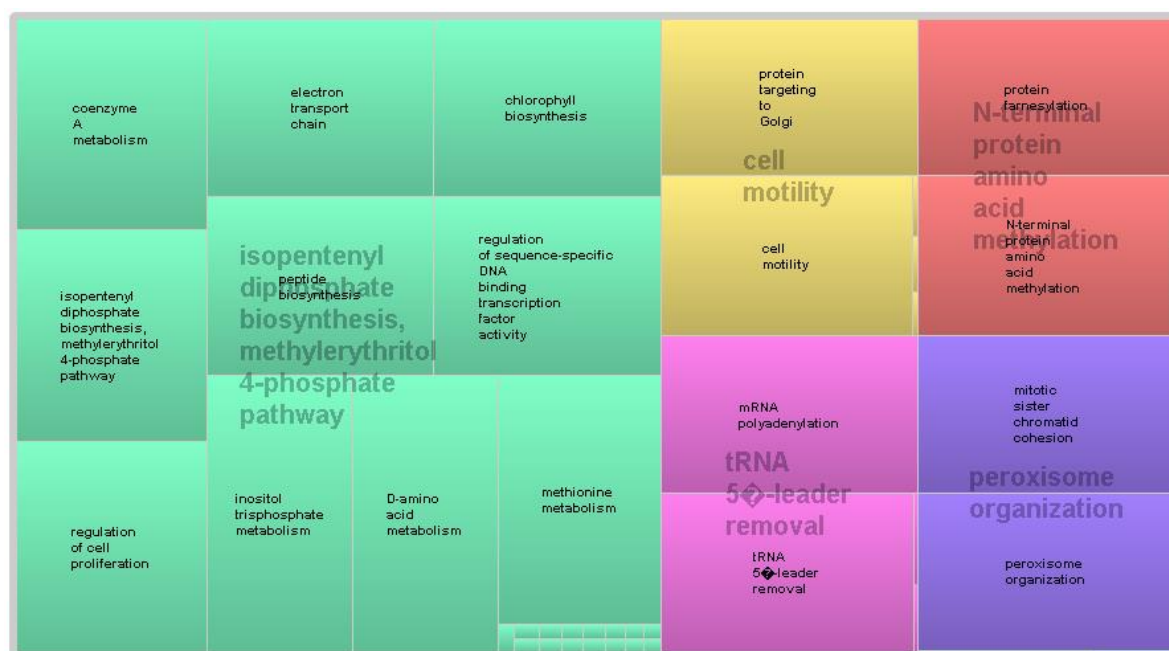 coenzyme
A
metabolism
electron
transport
chain
chlorophyll
biosynthesis
isopentenyl
diphosphate
biosynthesis,
methylerythritol
4-phosphate
pathway
peptide
biosynthesis
regulation
of sequence-specific
DNA
binding
transcription
factor
activity
isopentenyl
diphosphate
biosynthesis,
methylerythritol
4-phosphate
pathway
regulation
of cell
proliferation
inositol
trisphosphate
metabolism
D-amino
acid
metabolism
methionine
metabolism
protein
targeting
to
Golgi
cell
motility
cell
motility
protein
farnesylation
N-terminal
protein
amino
acid
methylation
N-terminal
protein
amino
acid
methylation
mRNA
polyadenylation
tRNA
5�-leader
removal
tRNA
5�-leader
removal
mitotic
sister
chromatid
cohesion
peroxisome
organization
peroxisome
organization